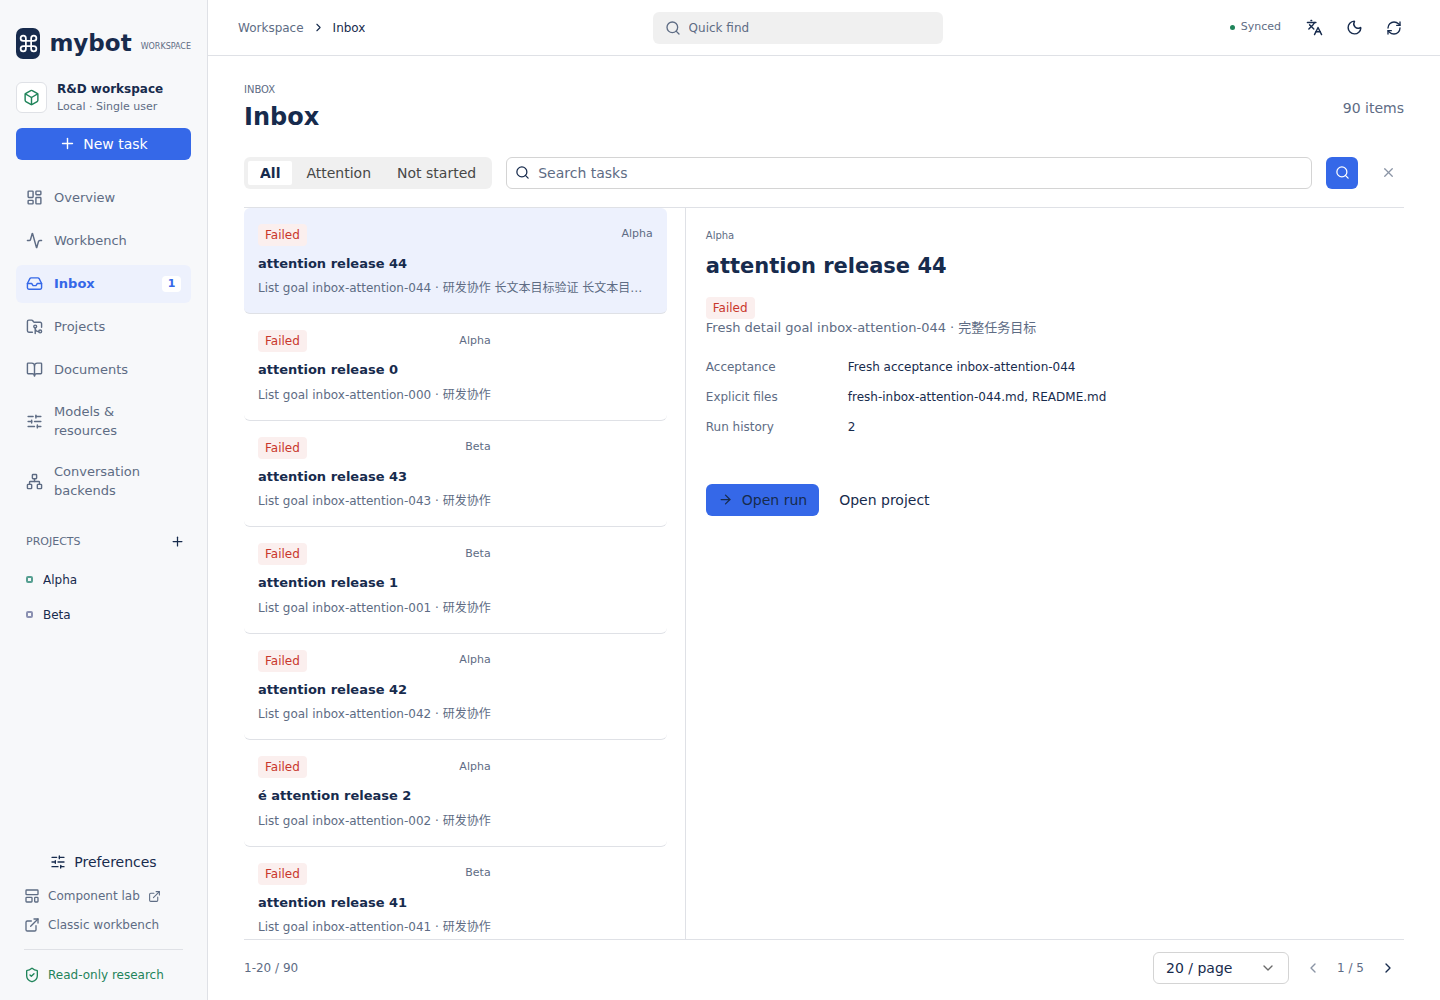 mybot WORKSPACE
R&D workspace
Local · Single user
New task
Overview
Workbench
Inbox 1
Projects
Documents
Models &
resources
Conversation
backends
PROJECTS
Alpha
Beta
Preferences
Component lab
Classic workbench
Read-only research
Workspace Inbox
Quick find
Synced
INBOX
Inbox
90 items
All Attention Not started
Search tasks
Failed Alpha
attention release 44
List goal inbox-attention-044 · 研发协作 长文本目标验证 长文本目…
Failed Alpha
attention release 0
List goal inbox-attention-000 · 研发协作
Failed Beta
attention release 43
List goal inbox-attention-043 · 研发协作
Failed Beta
attention release 1
List goal inbox-attention-001 · 研发协作
Failed Alpha
attention release 42
List goal inbox-attention-042 · 研发协作
Failed Alpha
é attention release 2
List goal inbox-attention-002 · 研发协作
Failed Beta
attention release 41
List goal inbox-attention-041 · 研发协作
Alpha
attention release 44
Failed
Fresh detail goal inbox-attention-044 · 完整任务目标
Acceptance Fresh acceptance inbox-attention-044
Explicit files fresh-inbox-attention-044.md, README.md
Run history 2
Open run Open project
1-20 / 90
20 / page
1 / 5